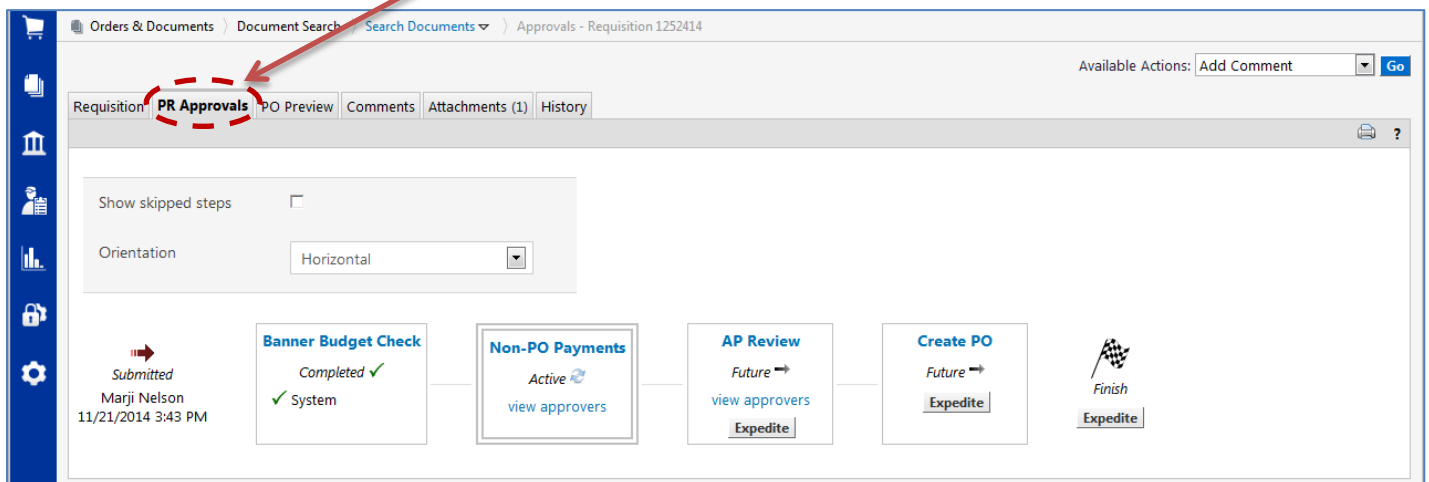 Orders & Documents 〉 Document Search 〉 Search Documents 〉 Approvals - Requisition 1252414
Available Actions: Add Comment Go
Requisition PR Approvals PO Preview Comments Attachments (1) History
?
Show skipped steps
Orientation Horizontal
Submitted
Marji Nelson
11/21/2014 3:43 PM
Banner Budget Check
Completed ✓
✓ System
Non-PO Payments
Active
view approvers
AP Review
Future
view approvers
Expedite
Create PO
Future
Expedite
Finish
Expedite